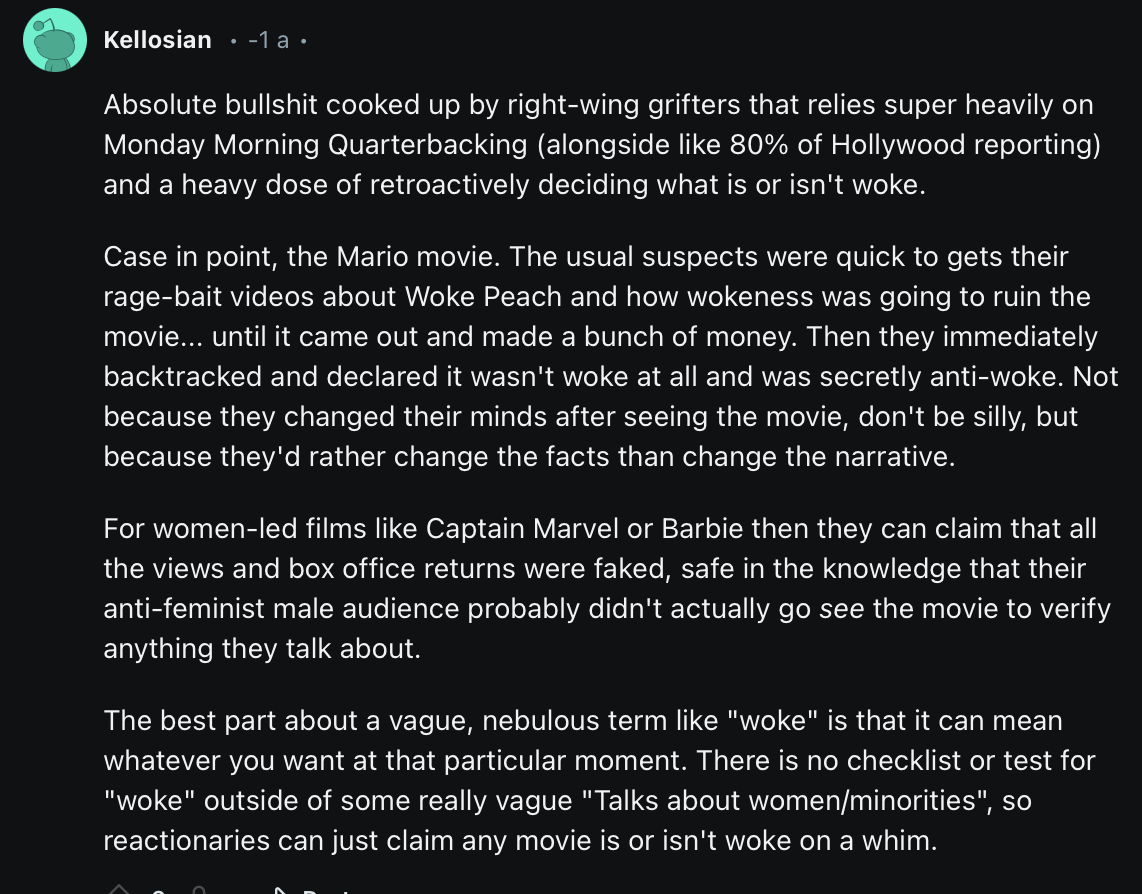 Kellosian • -1 a •
Absolute bullshit cooked up by right-wing grifters that relies super heavily on
Monday Morning Quarterbacking (alongside like 80% of Hollywood reporting)
and a heavy dose of retroactively deciding what is or isn't woke.
Case in point, the Mario movie. The usual suspects were quick to gets their
rage-bait videos about Woke Peach and how wokeness was going to ruin the
movie... until it came out and made a bunch of money. Then they immediately
backtracked and declared it wasn't woke at all and was secretly anti-woke. Not
because they changed their minds after seeing the movie, don't be silly, but
because they'd rather change the facts than change the narrative.
For women-led films like Captain Marvel or Barbie then they can claim that all
the views and box office returns were faked, safe in the knowledge that their
anti-feminist male audience probably didn't actually go see the movie to verify
anything they talk about.
The best part about a vague, nebulous term like "woke" is that it can mean
whatever you want at that particular moment. There is no checklist or test for
"woke" outside of some really vague "Talks about women/minorities", so
reactionaries can just claim any movie is or isn't woke on a whim.